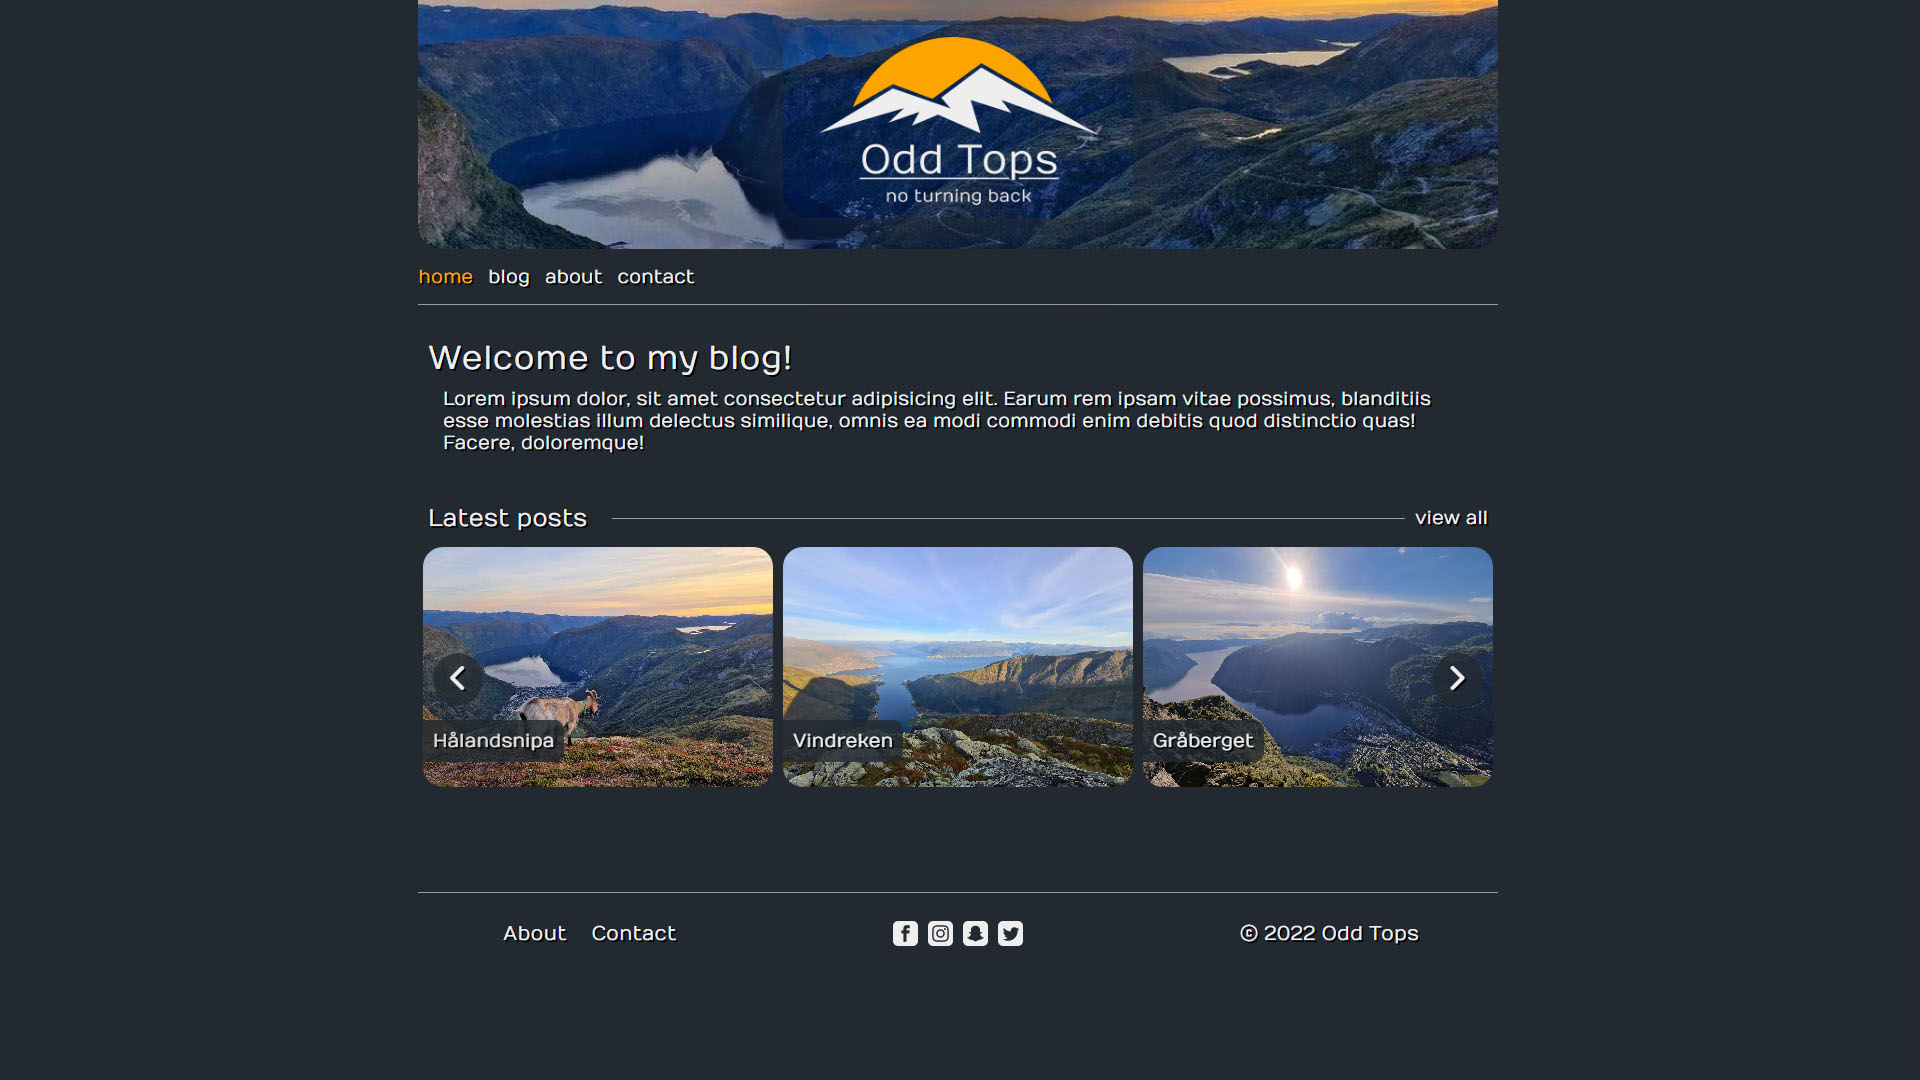 Odd Tops
no turning back
home blog about contact
Welcome to my blog!
Lorem ipsum dolor, sit amet consectetur adipisicing elit. Earum rem ipsam vitae possimus, blanditiis
esse molestias illum delectus similique, omnis ea modi commodi enim debitis quod distinctio quas!
Facere, doloremque!
Latest posts view all
Hålandsnipa
Vindreken
Gråberget
About Contact
© 2022 Odd Tops